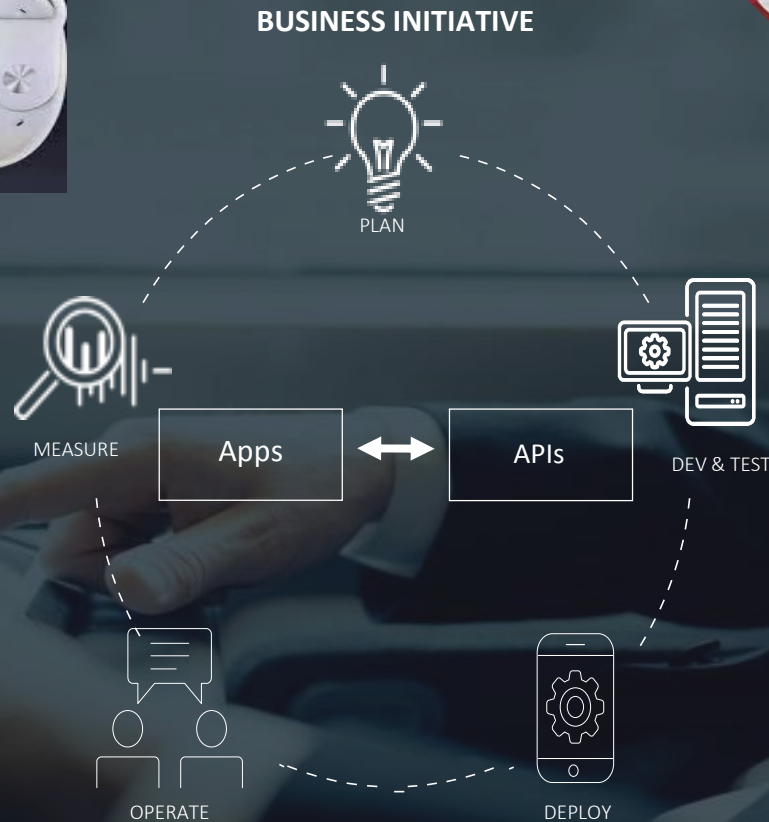 BUSINESS INITIATIVE
PLAN
MEASURE
Apps
APIs
DEV & TEST
OPERATE
DEPLOY